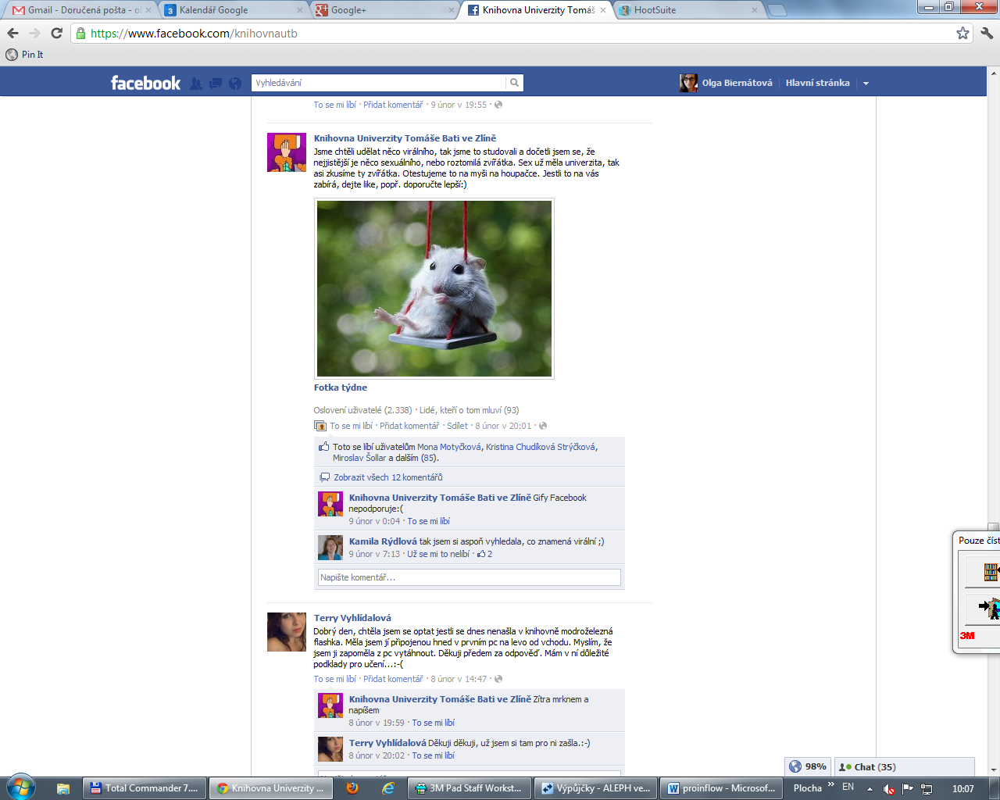 Gmail - Doručená pošta - o
Kalendář Google
Google+
Knihovna Univerzity Tomáš
HootSuite
https://www.facebook.com/knihovnautb
Pin It
facebook
Vyhledávání
Olga Biernátová
Hlavní stránka
To se mi líbí · Přidat komentář · 9 únor v 19:55 ·
Knihovna Univerzity Tomáše Bati ve Zlíně
Jsme chtěli udělat něco virálního, tak jsme to studovali a dočetli jsem se, že
nejjistější je něco sexuálního, nebo roztomilá zvířátka. Sex už měla univerzita, tak
asi zkusíme ty zvířátka. Otestujeme to na myši na houpačce. Jestli to na vás
zabírá, dejte like, popř. doporučte lepší:)
Fotka týdne
Oslovení uživatelé (2.338) · Lidé, kteří o tom mluví (93)
To se mi líbí · Přidat komentář · Sdílet · 8 únor v 20:01 ·
Toto se líbí uživatelům Mona Motyčková, Kristina Chudíková Strýčková,
Miroslav Šollar a dalším (85).
Zobrazit všech 12 komentářů
Knihovna Univerzity Tomáše Bati ve Zlíně Gify Facebook
nepodporuje:(
9 únor v 0:04 · To se mi líbí
Kamila Rýdlová tak jsem si aspoň vyhledala, co znamená virální ;)
9 únor v 7:13 · Už se mi to nelíbí · 2
Napište komentář...
Pouze číst
3M
Terry Vyhlídalová
Dobrý den, chtěla jsem se optat jestli se dnes nenašla v knihovně modroželezná
flashka. Měla jsem jí připojenou hned v prvním pc na levo od vchodu. Myslím, že
jsem ji zapoměla z pc vytáhnout. Děkuji předem za odpověď. Mám v ní důležité
podklady pro učení...:-(
To se mi líbí · Přidat komentář · 8 únor v 14:47 ·
Knihovna Univerzity Tomáše Bati ve Zlíně Zítra mrknem a
napíšem
8 únor v 19:59 · To se mi líbí
Terry Vyhlídalová Děkuji děkuji, už jsem si tam pro ni zašla.:-)
8 únor v 20:02 · To se mi líbí
98%
Chat (35)
Total Commander 7....
Knihovna Univerzity ...
3M Pad Staff Workst...
Výpůjčky - ALEPH ve...
proinflow - Microsof...
Plocha
EN
10:07